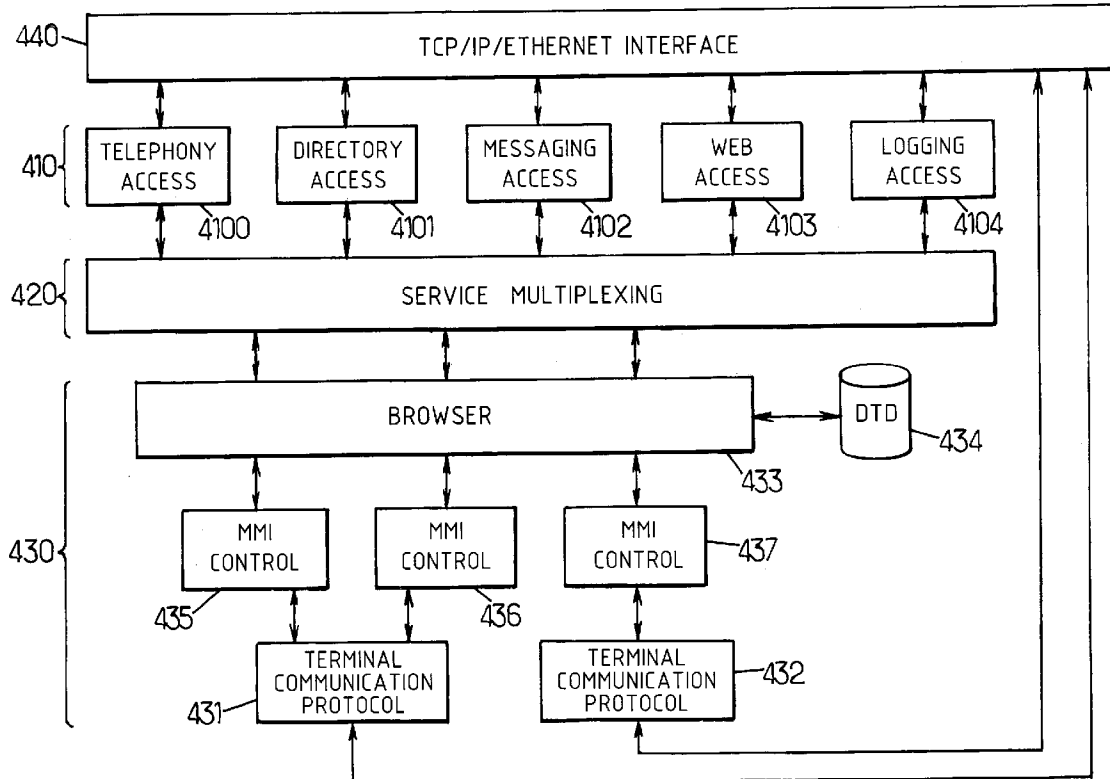 440
TCP/IP/ETHERNET INTERFACE
410
TELEPHONY
ACCESS
4100
DIRECTORY
ACCESS
4101
MESSAGING
ACCESS
4102
WEB
ACCESS
4103
LOGGING
ACCESS
4104
420
SERVICE MULTIPLEXING
430
BROWSER
433
DTD
434
MMI
CONTROL
435
MMI
CONTROL
436
MMI
CONTROL
437
TERMINAL
COMMUNICATION
PROTOCOL
431
TERMINAL
COMMUNICATION
PROTOCOL
432